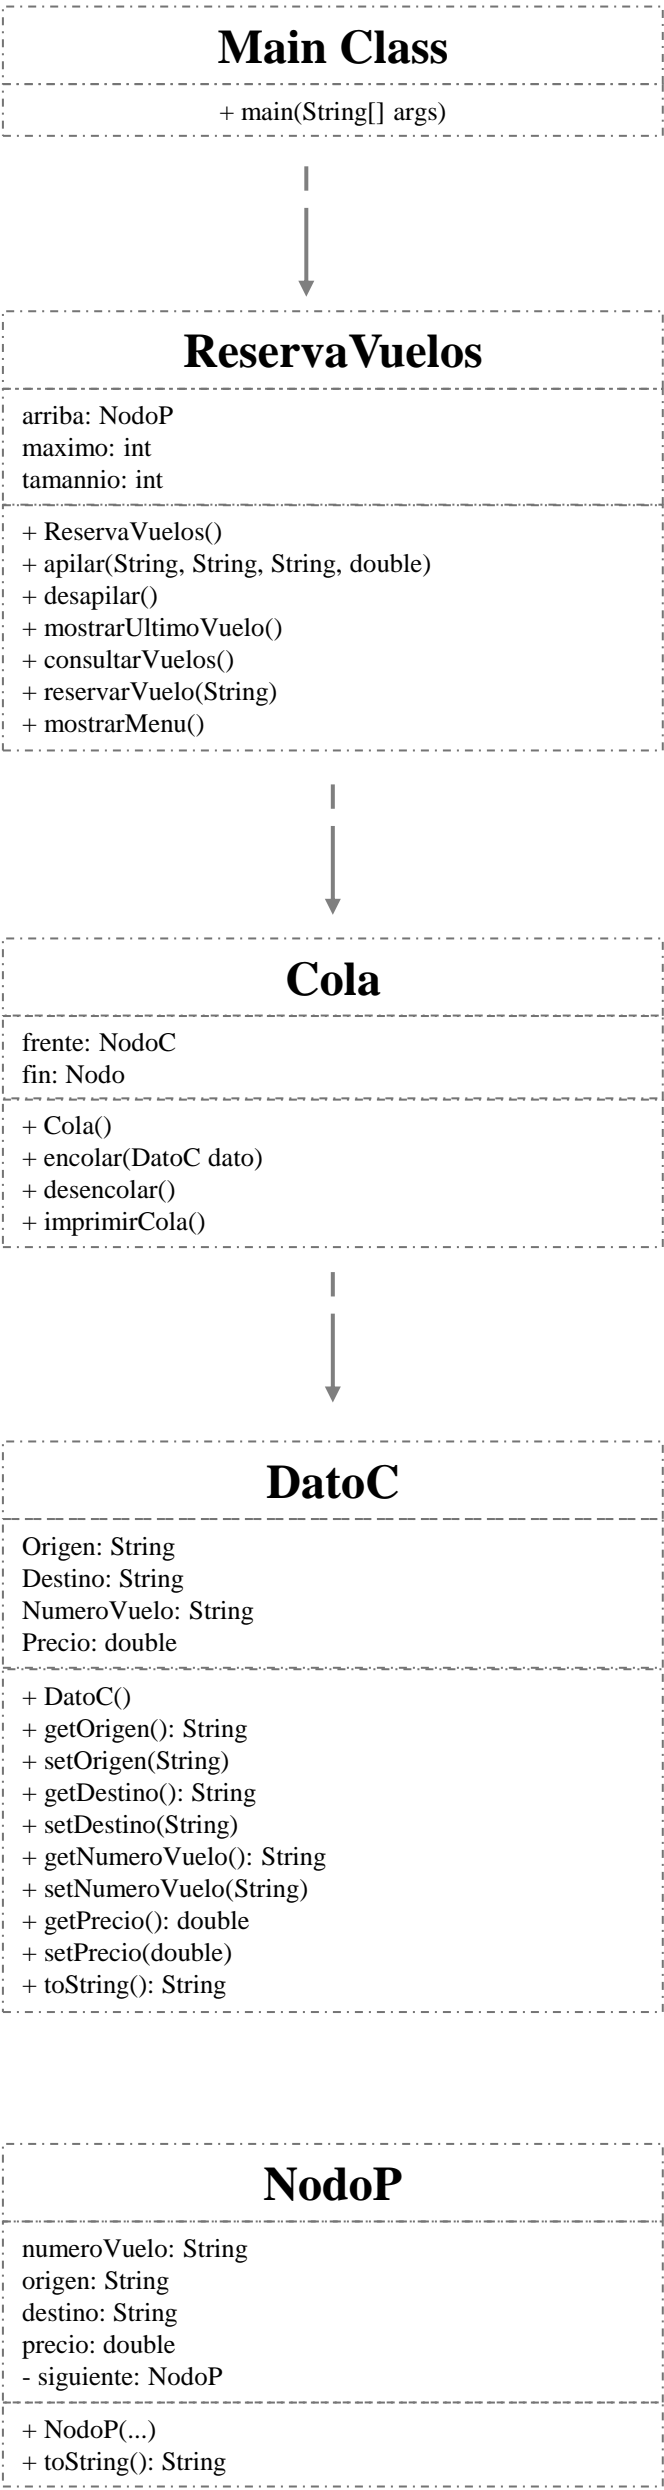 Main Class
+ main(String[] args)
ReservaVuelos
arriba: NodoP
maximo: int
tamannio: int
+ ReservaVuelos()
+ apilar(String, String, String, double)
+ desapilar()
+ mostrarUltimoVuelo()
+ consultarVuelos()
+ reservarVuelo(String)
+ mostrarMenu()
Cola
frente: NodoC
fin: Nodo
+ Cola()
+ encolar(DatoC dato)
+ desencolar()
+ imprimirCola()
DatoC
Origen: String
Destino: String
NumeroVuelo: String
Precio: double
+ DatoC()
+ getOrigen(): String
+ setOrigen(String)
+ getDestino(): String
+ setDestino(String)
+ getNumeroVuelo(): String
+ setNumeroVuelo(String)
+ getPrecio(): double
+ setPrecio(double)
+ toString(): String
NodoP
numeroVuelo: String
origen: String
destino: String
precio: double
- siguiente: NodoP
+ NodoP(...)
+ toString(): String